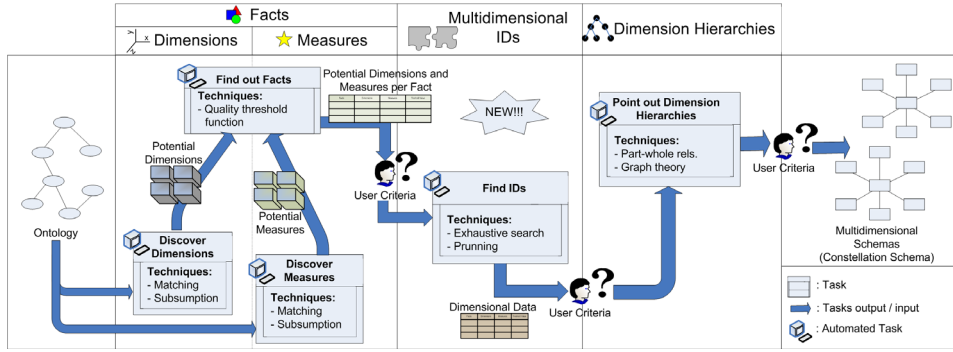 Facts
Dimensions
Measures
Multidimensional
IDs
Dimension Hierarchies
Find out Facts
Techniques:
- Quality threshold
function
Potential Dimensions and
Measures per Fact
NEW!!!
Point out Dimension
Hierarchies
Techniques:
- Part-whole rels.
- Graph theory
User Criteria
Potential
Dimensions
Potential
Measures
User Criteria
Find IDs
Techniques:
- Exhaustive search
- Prunning
Ontology
Discover
Dimensions
Techniques:
- Matching
- Subsumption
Discover
Measures
Techniques:
- Matching
- Subsumption
Dimensional Data
User Criteria
Multidimensional
Schemas
(Constellation Schema)
: Task
: Tasks output / input
: Automated Task